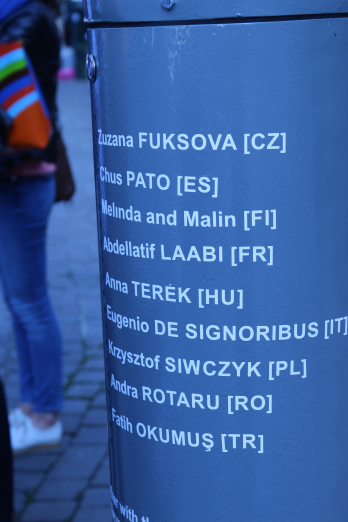 Zuzana FUKSOVA [CZ]
Chus PATO [ES]
Melinda and Malin [FI]
Abdellatif LAABI [FR]
Anna TERÉK [HU]
Eugenio DE SIGNORIBUS [IT]
Krzysztof SIWCZYK [PL]
Andra ROTARU [RO]
Fatih OKUMUŞ [TR]
with